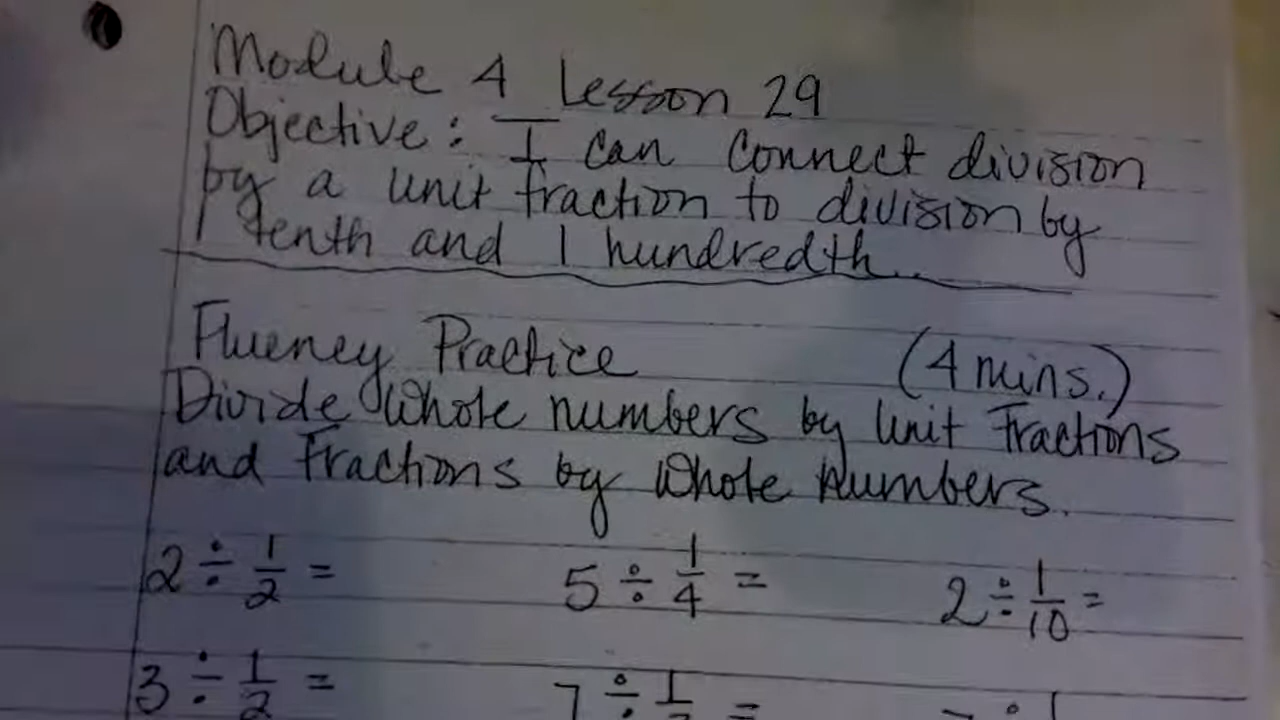 Module 4 Lesson 29
Objective: I can connect division
by a unit fraction to division by
1 tenth and 1 hundredth.
Fluency Practice (4 mins.)
Divide Whole numbers by Unit Fractions
and Fractions by Whole Numbers.
2 ÷ 1/2 = 5 ÷ 1/4 = 2 ÷ 1/10 =
3 ÷ 1/2 = 7 ÷